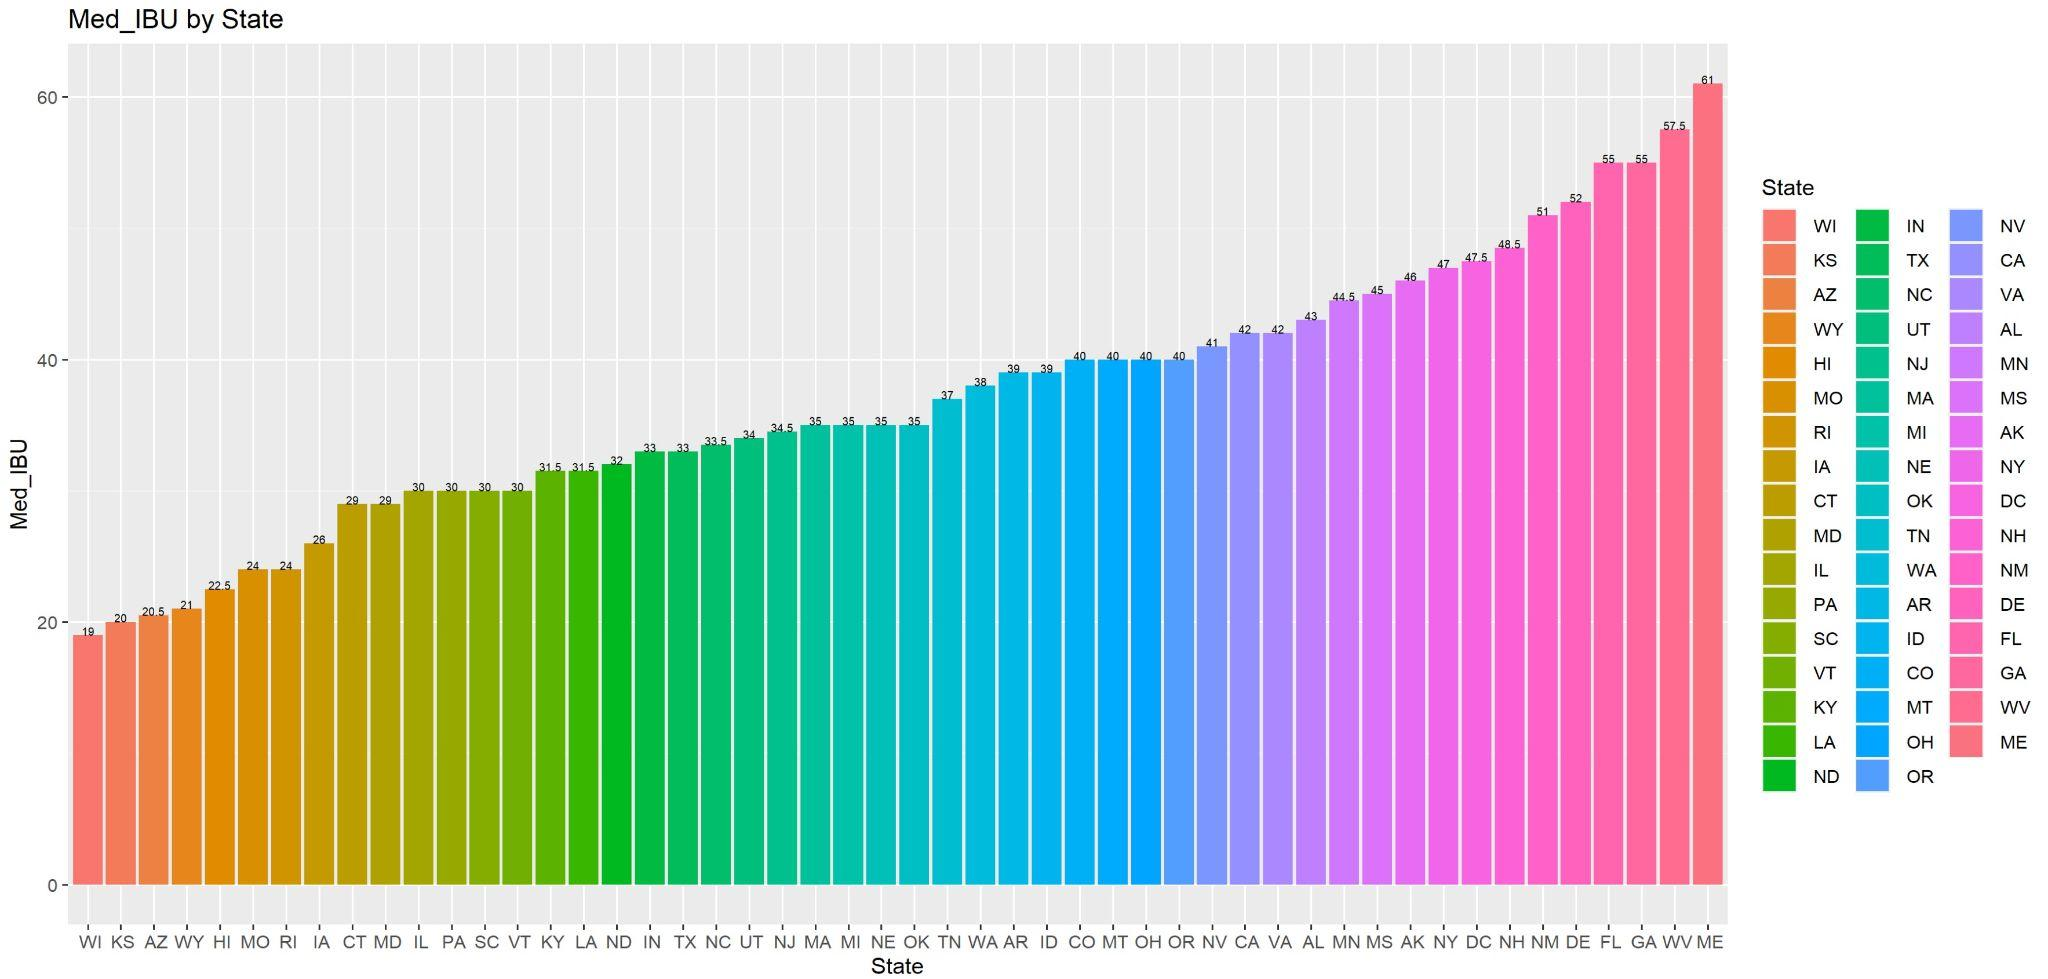 Med_IBU by State
Med_IBU
60
40
20
0
19 20 20.5 21 22.5 24 24 26 29 29 30 30 30 30 31.5 31.5 32 33 33 33.5 34 34.5 35 35 35 35 37 38 39 39 40 40 40 40 41 42 42 43 44.5 45 46 47 47.5 48.5 51 52 55 55 57.5 61
WI KS AZ WY HI MO RI IA CT MD IL PA SC VT KY LA ND IN TX NC UT NJ MA MI NE OK TN WA AR ID CO MT OH OR NV CA VA AL MN MS AK NY DC NH NM DE FL GA WV ME
State
State
WI IN NV
KS TX CA
AZ NC VA
WY UT AL
HI NJ MN
MO MA MS
RI MI AK
IA NE NY
CT OK DC
MD TN NH
IL WA NM
PA AR DE
SC ID FL
VT CO GA
KY MT WV
LA OH ME
ND OR